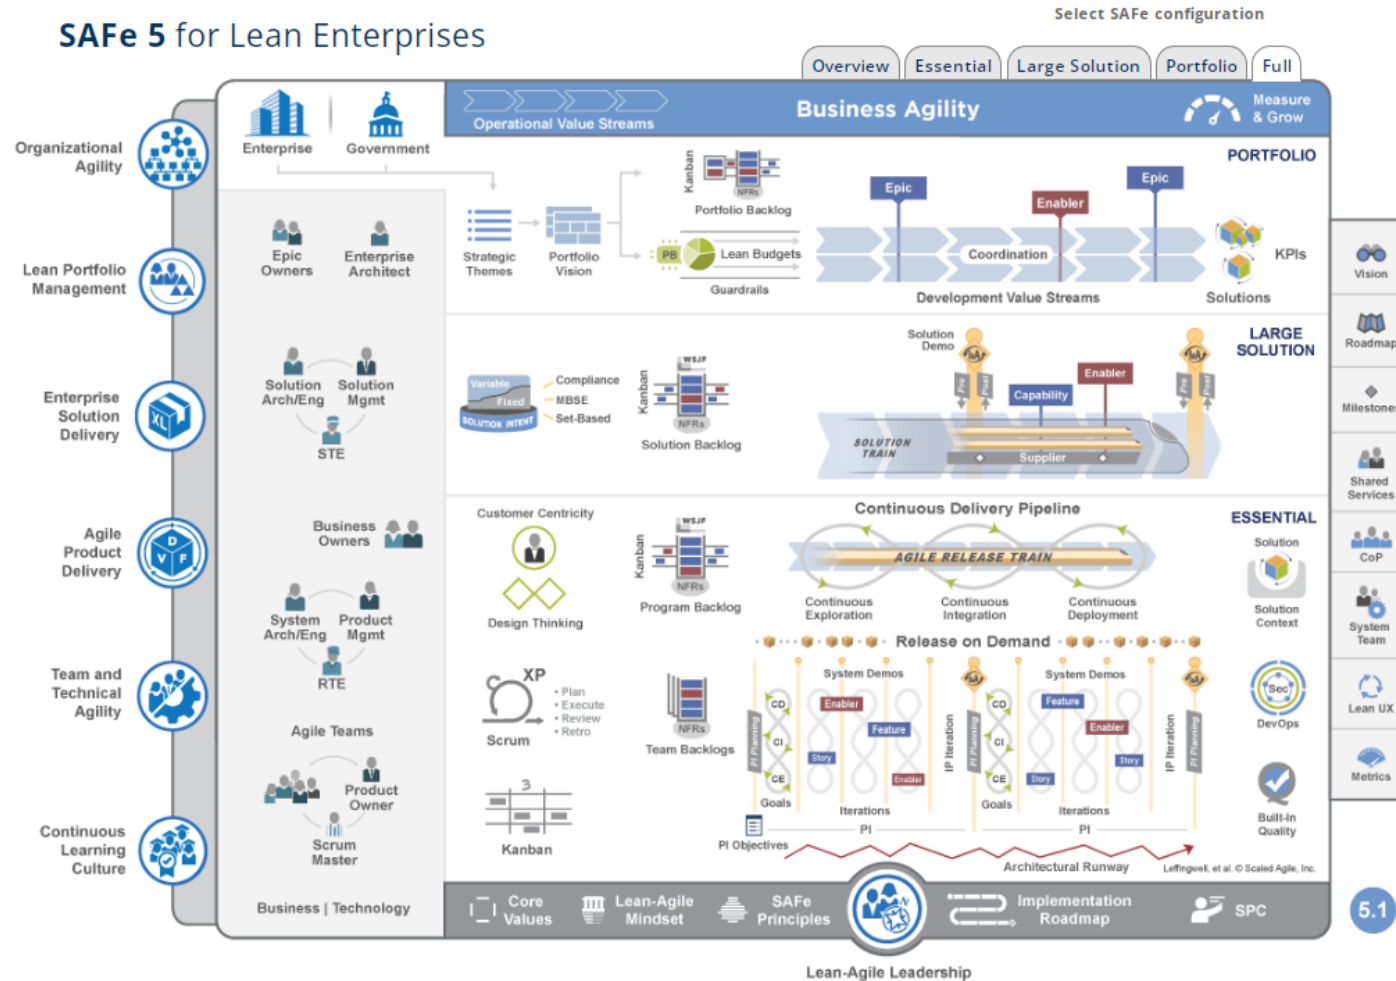 Select SAFe configuration
SAFe 5 for Lean Enterprises
Overview
Essential
Large Solution
Portfolio
Full
Organizational
Agility
Lean Portfolio
Management
Enterprise
Solution
Delivery
Agile
Product
Delivery
Team and
Technical
Agility
Continuous
Learning
Culture
XL
D
V
F
Enterprise
Government
Operational Value Streams
Business Agility
Measure
& Grow
PORTFOLIO
Epic
Owners
Enterprise
Architect
Strategic
Themes
Portfolio
Vision
Kanban
NFRs
Portfolio Backlog
PB
Lean Budgets
Guardrails
Epic
Enabler
Epic
Coordination
Development Value Streams
KPIs
Solutions
LARGE
SOLUTION
Solution
Arch/Eng
Solution
Mgmt
STE
Variable
Fixed
SOLUTION INTENT
Compliance
MBSE
Set-Based
Kanban
WSJF
NFRs
Solution Backlog
Solution
Demo
I&A
Pre
Post
Capability
Enabler
I&A
Pre
Post
SOLUTION
TRAIN
Supplier
ESSENTIAL
Business
Owners
System
Arch/Eng
Product
Mgmt
RTE
Agile Teams
Product
Owner
Scrum
Master
Business | Technology
Customer Centricity
Design Thinking
Kanban
WSJF
NFRs
Program Backlog
Continuous Delivery Pipeline
AGILE RELEASE TRAIN
Continuous
Exploration
Continuous
Integration
Continuous
Deployment
Solution
Solution
Context
Release on Demand
XP
• Plan
• Execute
• Review
• Retro
Scrum
3
Kanban
NFRs
Team Backlogs
PI Planning
CD
CI
CE
Goals
System Demos
Enabler
Feature
Story
Enabler
Iterations
IP Iteration
I&A
PI Planning
CD
CI
CE
Goals
System Demos
Feature
Enabler
Story
Story
Iterations
IP Iteration
I&A
PI Planning
PI
PI
PI Objectives
Architectural Runway
Sec
DevOps
Built-In
Quality
Leffingwell, et al. © Scaled Agile, Inc.
Vision
Roadmap
Milestones
Shared
Services
CoP
System
Team
Lean UX
Metrics
Core
Values
Lean-Agile
Mindset
SAFe
Principles
N
Implementation
Roadmap
SPC
5.1
Lean-Agile Leadership